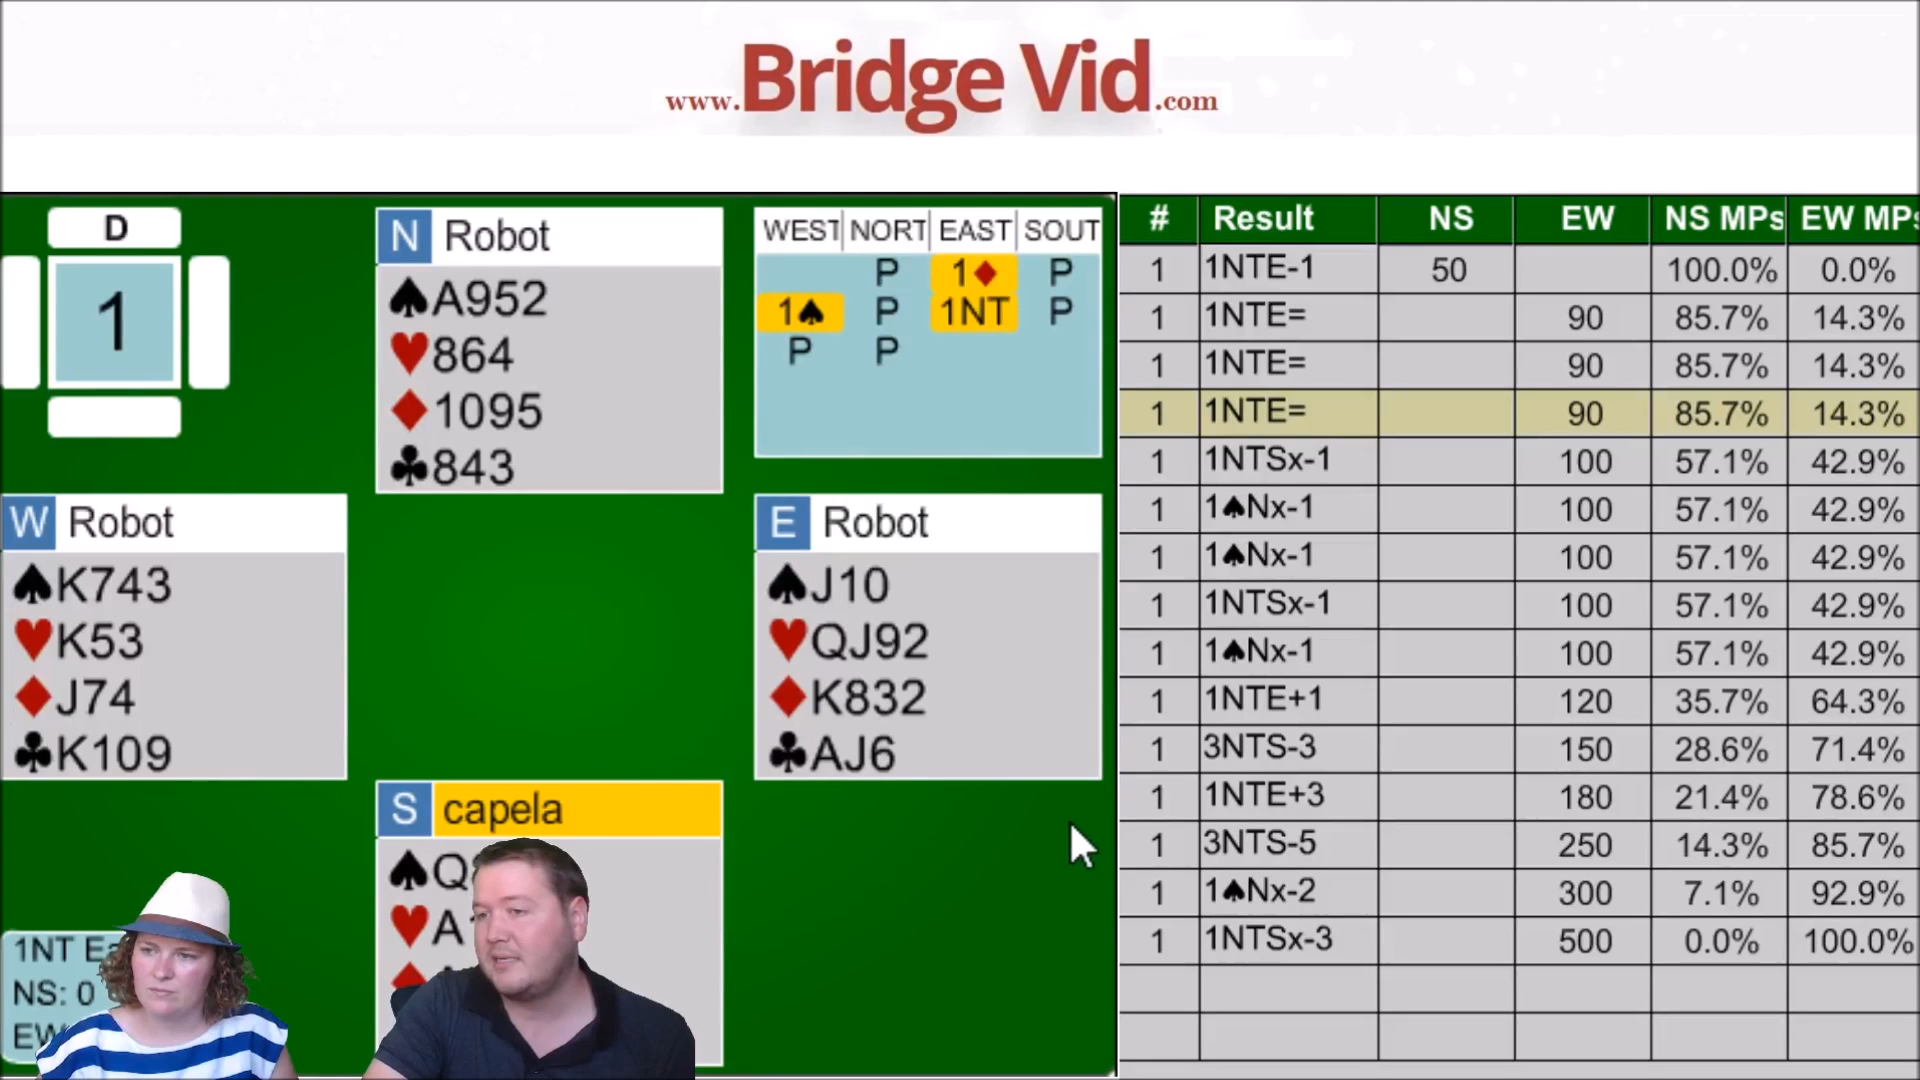 www.Bridge Vid.com
D
1
N Robot
♠A952
♥864
♦1095
♣843
WEST NORT EAST SOUT
P 1♦ P
1♠ P 1NT P
P P
W Robot
♠K743
♥K53
♦J74
♣K109
E Robot
♠J10
♥QJ92
♦K832
♣AJ6
S capela
♠Q
♥A
♦
1NT
NS: 0
EW
# Result NS EW NS MPs EW MPs
1 1NTE-1 50 100.0% 0.0%
1 1NTE= 90 85.7% 14.3%
1 1NTE= 90 85.7% 14.3%
1 1NTE= 90 85.7% 14.3%
1 1NTSx-1 100 57.1% 42.9%
1 1♠Nx-1 100 57.1% 42.9%
1 1♠Nx-1 100 57.1% 42.9%
1 1NTSx-1 100 57.1% 42.9%
1 1♠Nx-1 100 57.1% 42.9%
1 1NTE+1 120 35.7% 64.3%
1 3NTS-3 150 28.6% 71.4%
1 1NTE+3 180 21.4% 78.6%
1 3NTS-5 250 14.3% 85.7%
1 1♠Nx-2 300 7.1% 92.9%
1 1NTSx-3 500 0.0% 100.0%